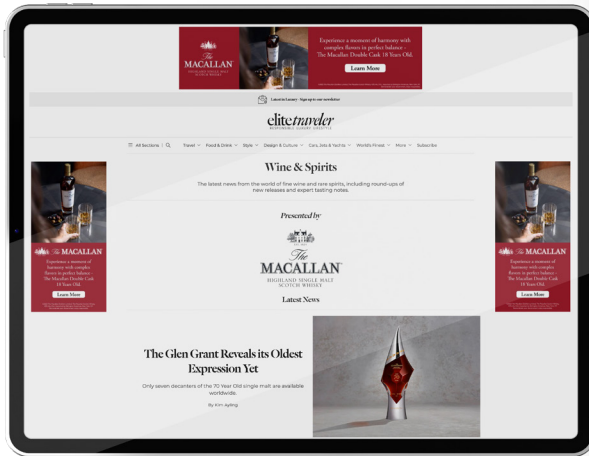 The
MACALLAN
HIGHLAND SINGLE MALT
SCOTCH WHISKY
Experience a moment of harmony with
complex flavors in perfect balance -
The Macallan Double Cask 18 Years Old.
Learn More
elitetraveler
RESPONSIBLE LUXURY LIFESTYLE
All Sections
Travel
Food & Drink
Style
Design & Culture
Cars, Jets & Yachts
World's Finest
More
Subscribe
Wine & Spirits
The latest news from the world of fine wine and rare spirits, including round-ups of
new releases and expert tasting notes.
The MACALLAN
Experience a moment of
harmony with complex
flavors in perfect balance -
The Macallan Double Cask
18 Years Old.
Learn More
Presented by
The
MACALLAN
HIGHLAND SINGLE MALT
SCOTCH WHISKY
Latest News
The MACALLAN
Experience a moment of
harmony with complex
flavors in perfect balance -
The Macallan Double Cask
18 Years Old.
Learn More
The Glen Grant Reveals its Oldest
Expression Yet
Only seven decanters of the 70 Year Old single malt are available
worldwide.
By Kim Ayling